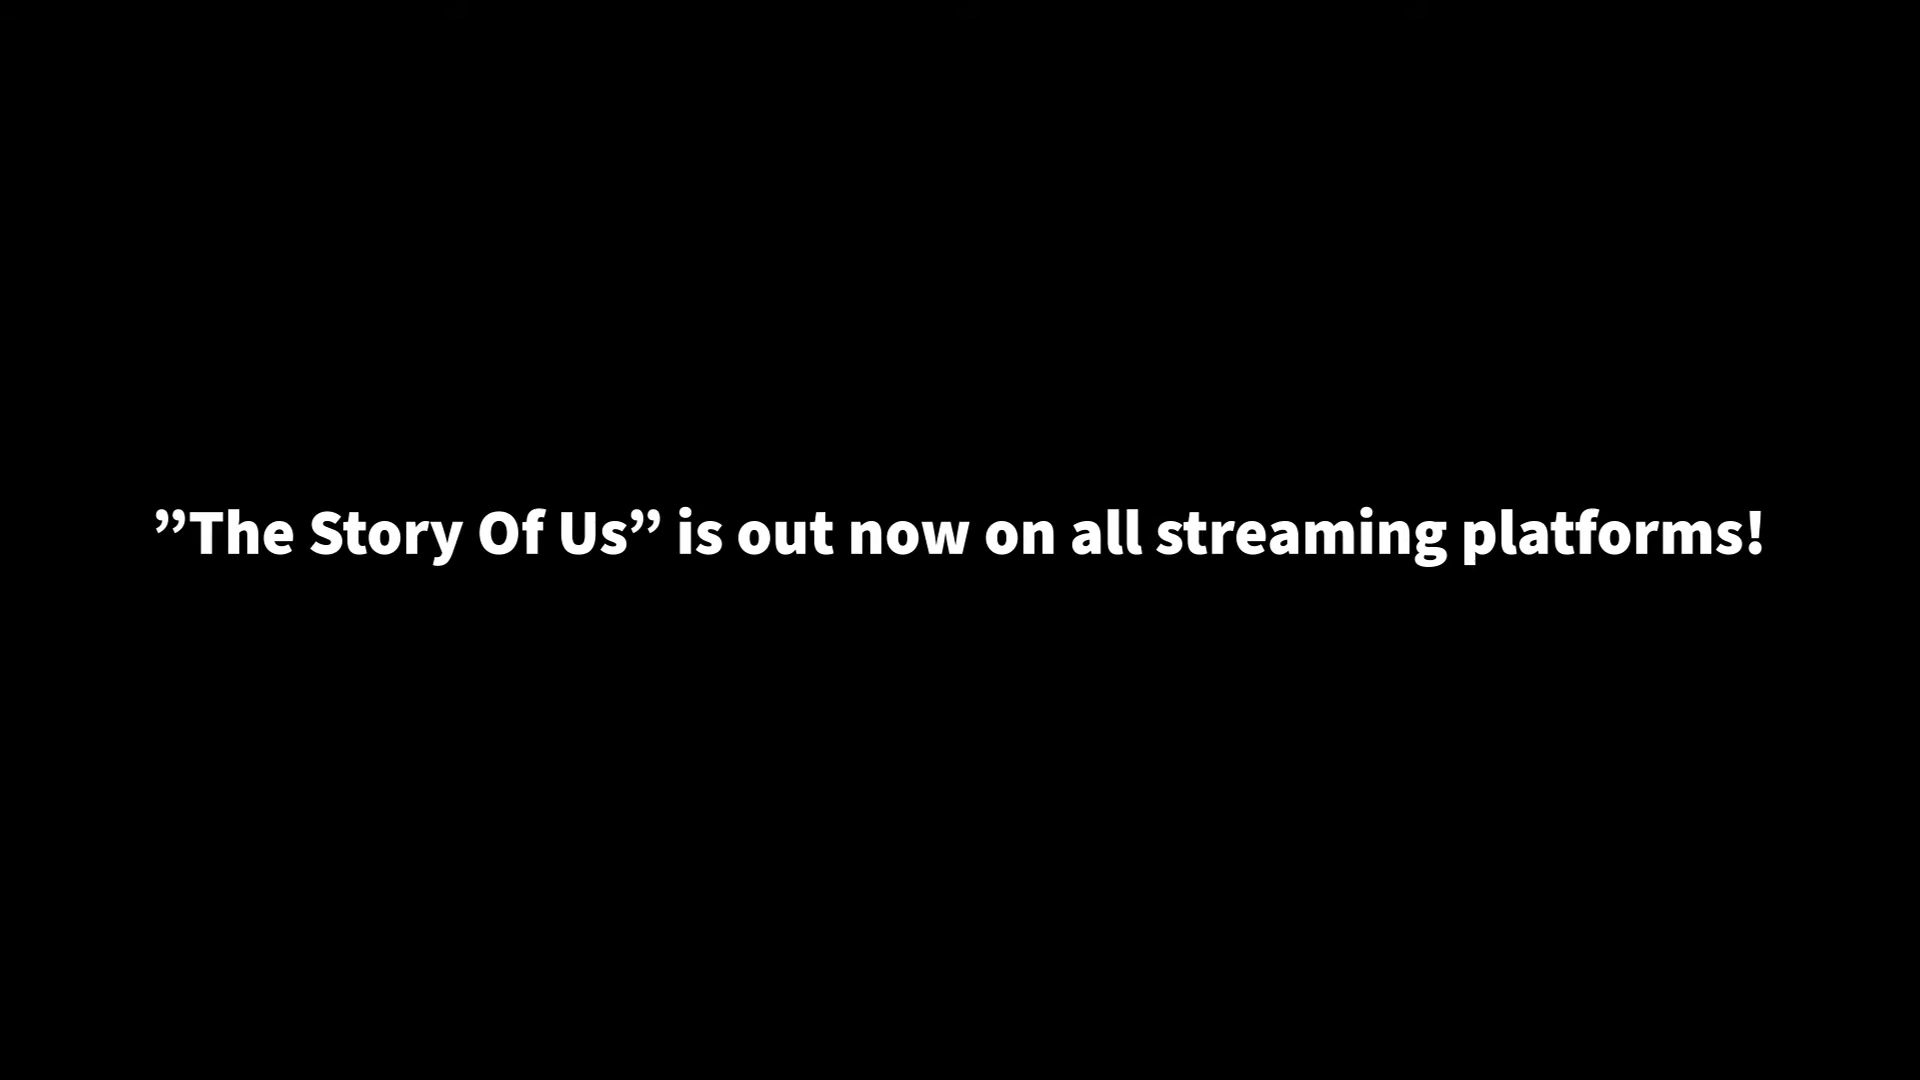 ”The Story Of Us” is out now on all streaming platforms!